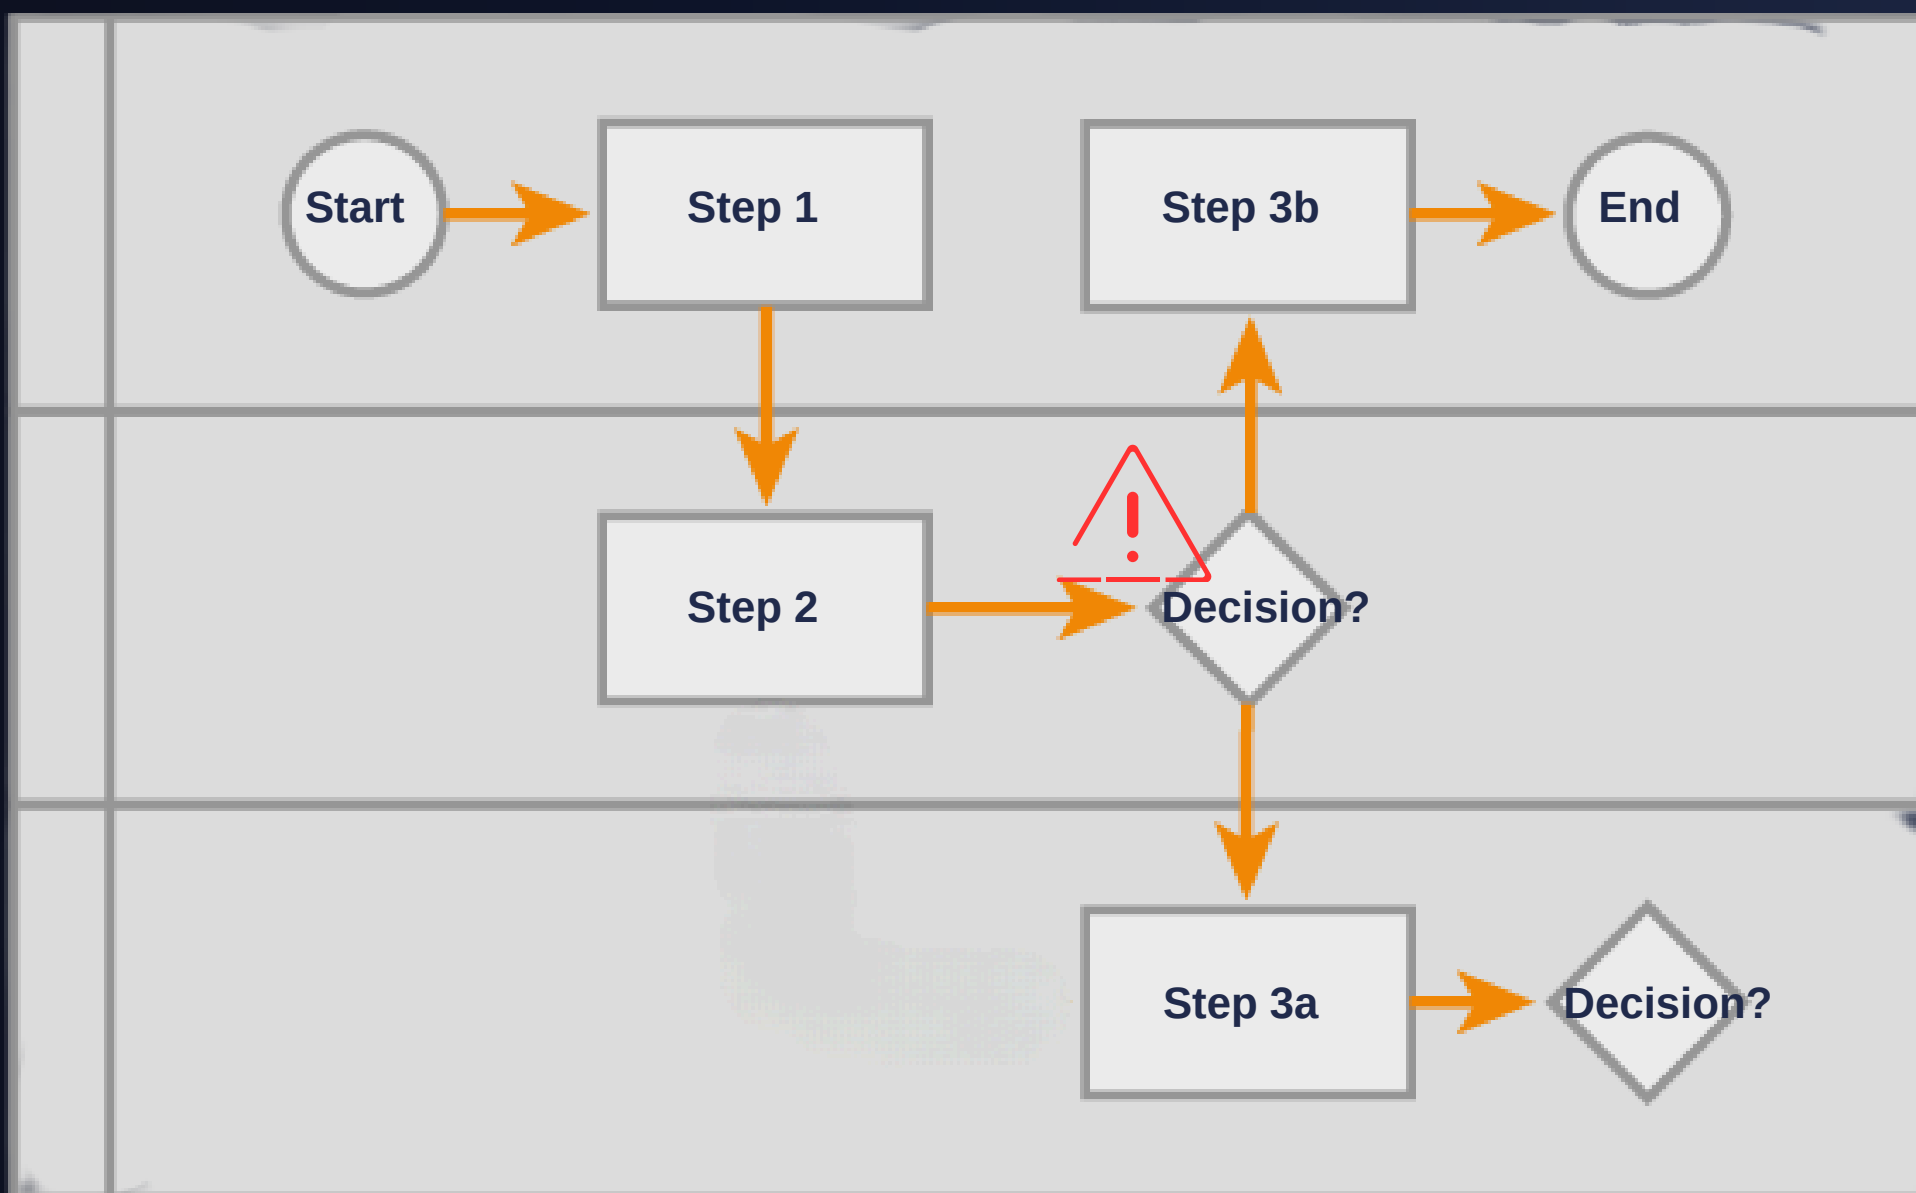 Start
Step 1
Step 3b
End
!
Step 2
Decision?
Step 3a
Decision?